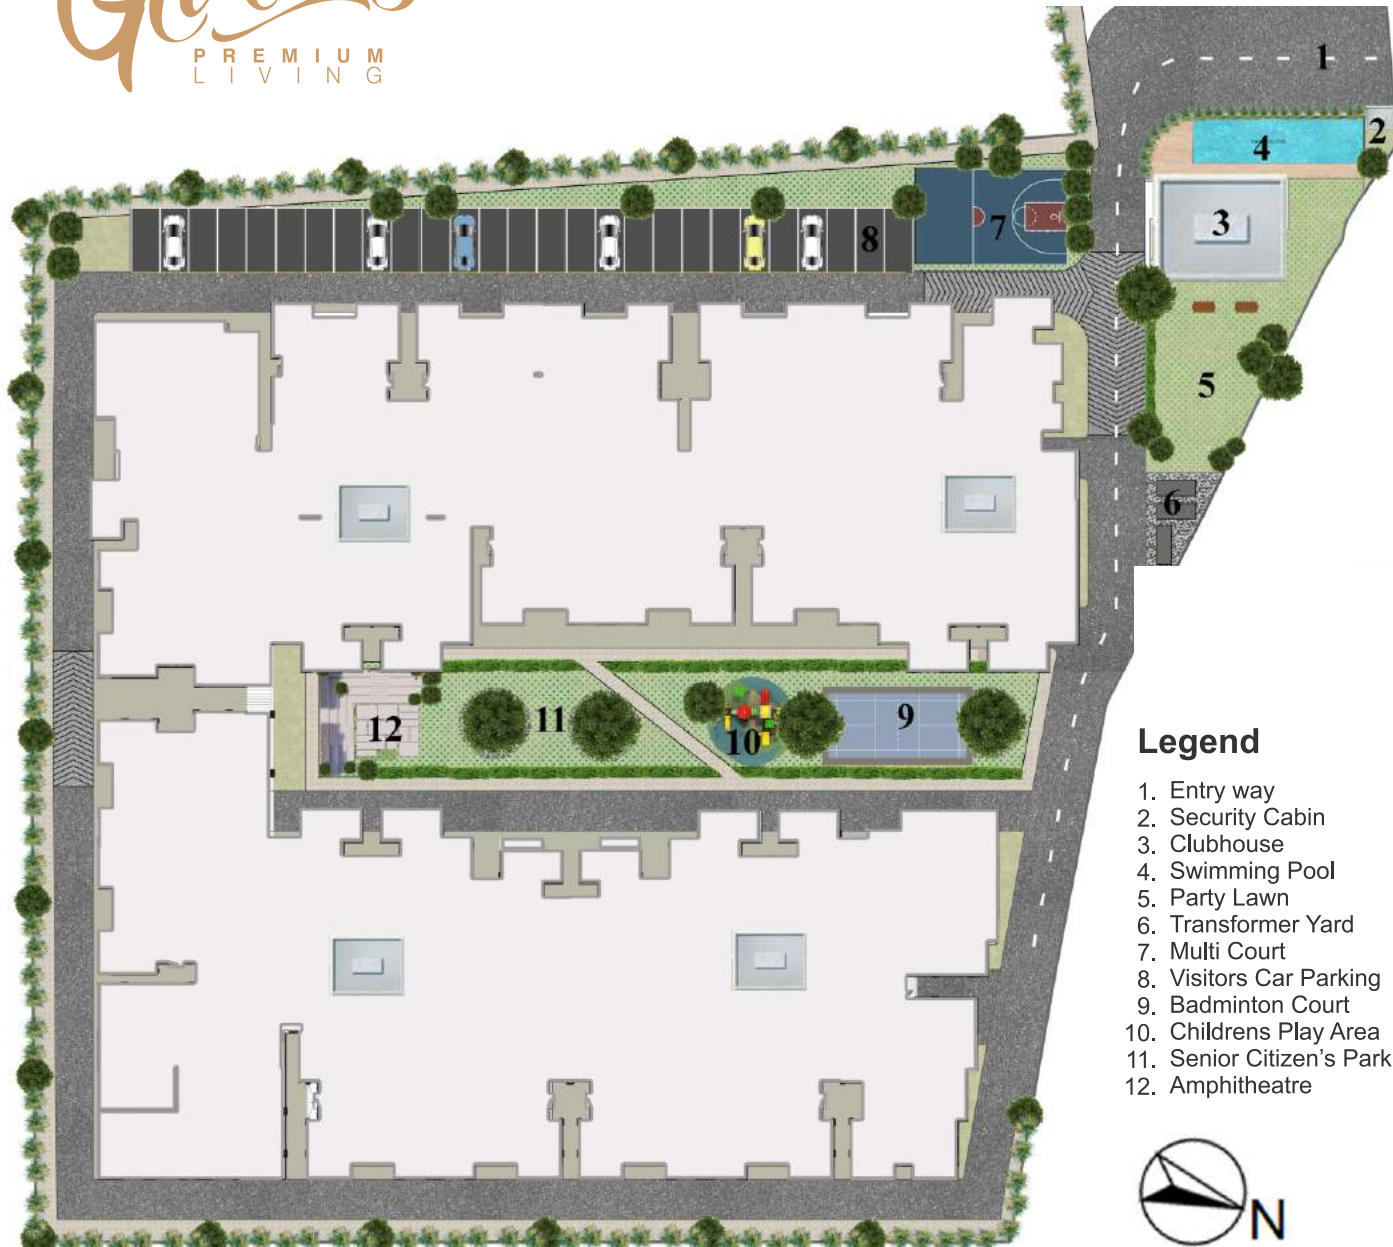 PREMIUM
LIVING
1
2
4
3
7
8
5
6
12
11
10
9
Legend
1. Entry way
2. Security Cabin
3. Clubhouse
4. Swimming Pool
5. Party Lawn
6. Transformer Yard
7. Multi Court
8. Visitors Car Parking
9. Badminton Court
10. Childrens Play Area
11. Senior Citizen's Park
12. Amphitheatre
N